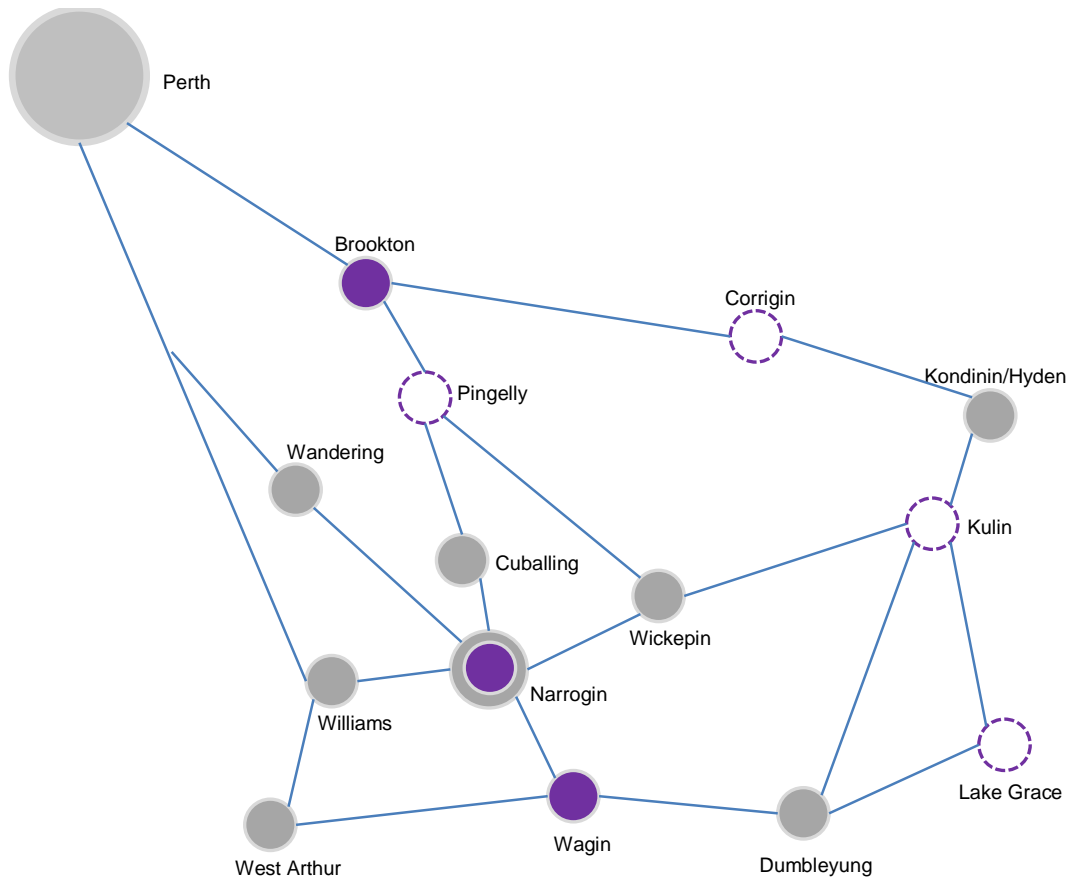 Perth
Brookton
Corrigin
Kondinin/Hyden
Pingelly
Wandering
Kulin
Cuballing
Wickepin
Narrogin
Williams
Lake Grace
Wagin
Dumbleyung
West Arthur